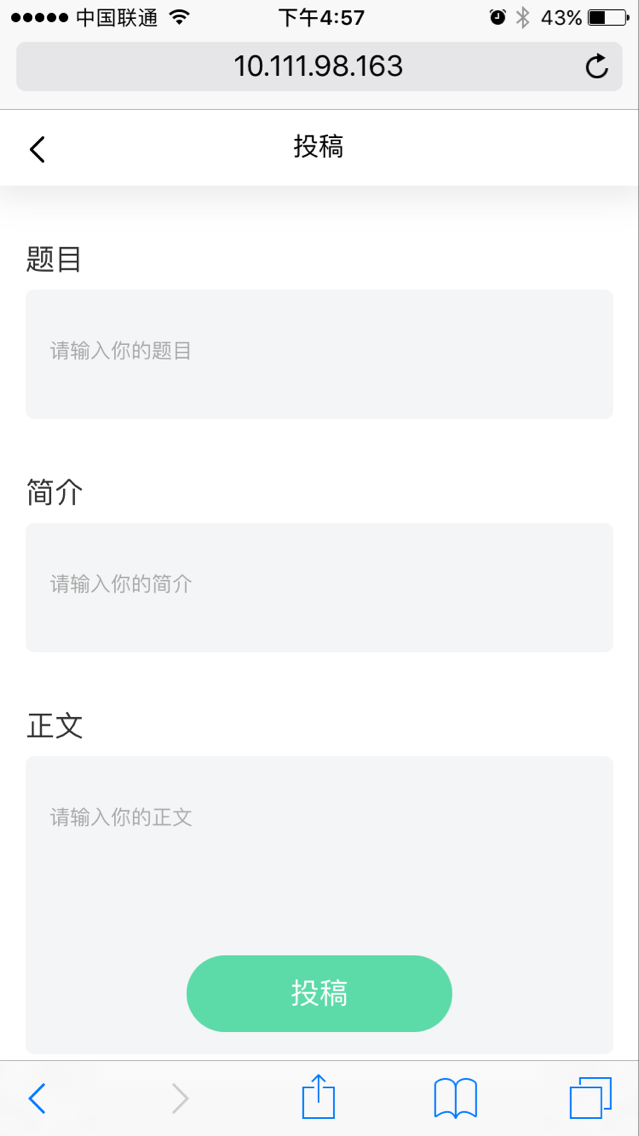 中国联通 下午4:57 43%
10.111.98.163
投稿
题目
请输入你的题目
简介
请输入你的简介
正文
请输入你的正文
投稿